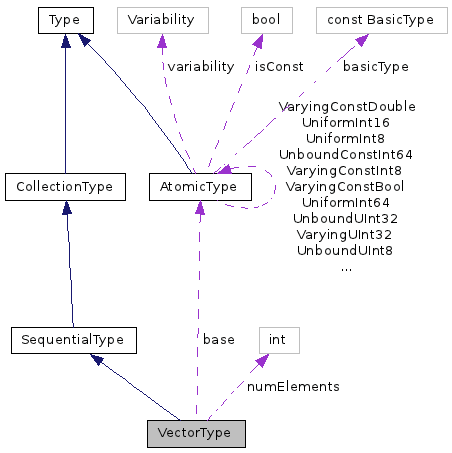 Type
Variability
bool
const BasicType
variability
isConst
basicType
VaryingConstDouble
UniformInt16
UniformInt8
UnboundConstInt64
VaryingConstInt8
VaryingConstBool
UniformInt64
UnboundUInt32
VaryingUInt32
UnboundUInt8
...
CollectionType
AtomicType
SequentialType
base
int
numElements
VectorType